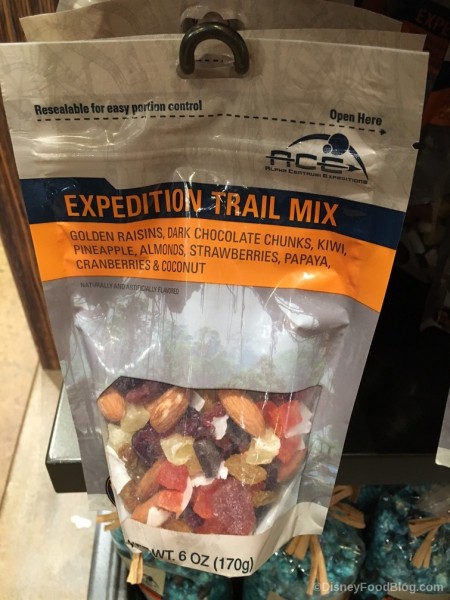 Resealable for easy portion control
Open Here
ACE
ALPHA CENTAURI EXPEDITIONS
EXPEDITION TRAIL MIX
GOLDEN RAISINS, DARK CHOCOLATE CHUNKS, KIWI,
PINEAPPLE, ALMONDS, STRAWBERRIES, PAPAYA,
CRANBERRIES & COCONUT
NATURALLY AND ARTIFICIALLY FLAVORED
WT. 6 OZ (170g)
©DisneyFoodBlog.com